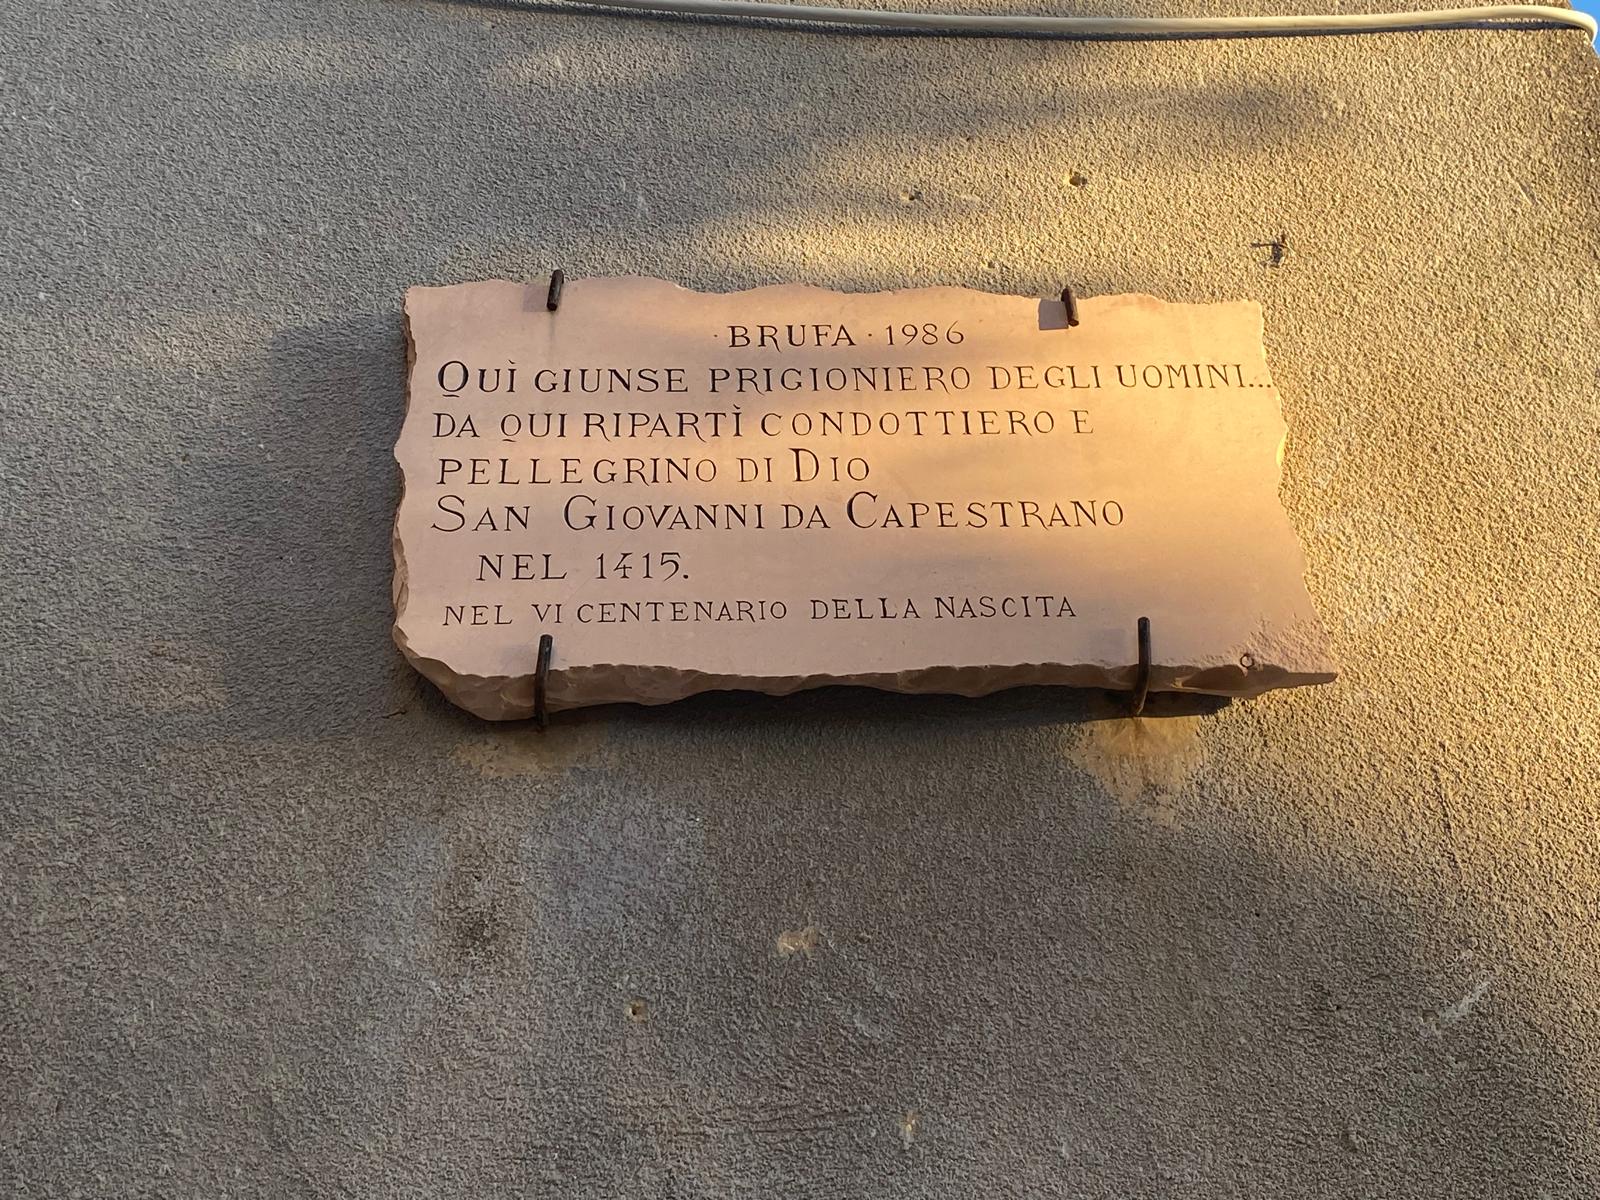 · BRUFA · 1986
QUÌ GIUNSE PRIGIONIERO DEGLI UOMINI...
DA QUI RIPARTÌ CONDOTTIERO E
PELLEGRINO DI DIO
SAN GIOVANNI DA CAPESTRANO
NEL 1415.
NEL VI CENTENARIO DELLA NASCITA